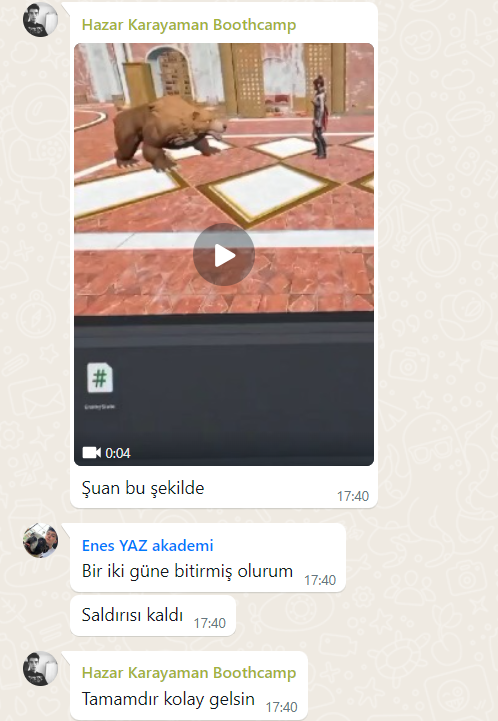 Hazar Karayaman Boothcamp
#
0:04
Şuan bu şekilde
17:40
Enes YAZ akademi
Bir iki güne bitirmiş olurum
17:40
Saldırısı kaldı
17:40
Hazar Karayaman Boothcamp
Tamamdır kolay gelsin
17:40